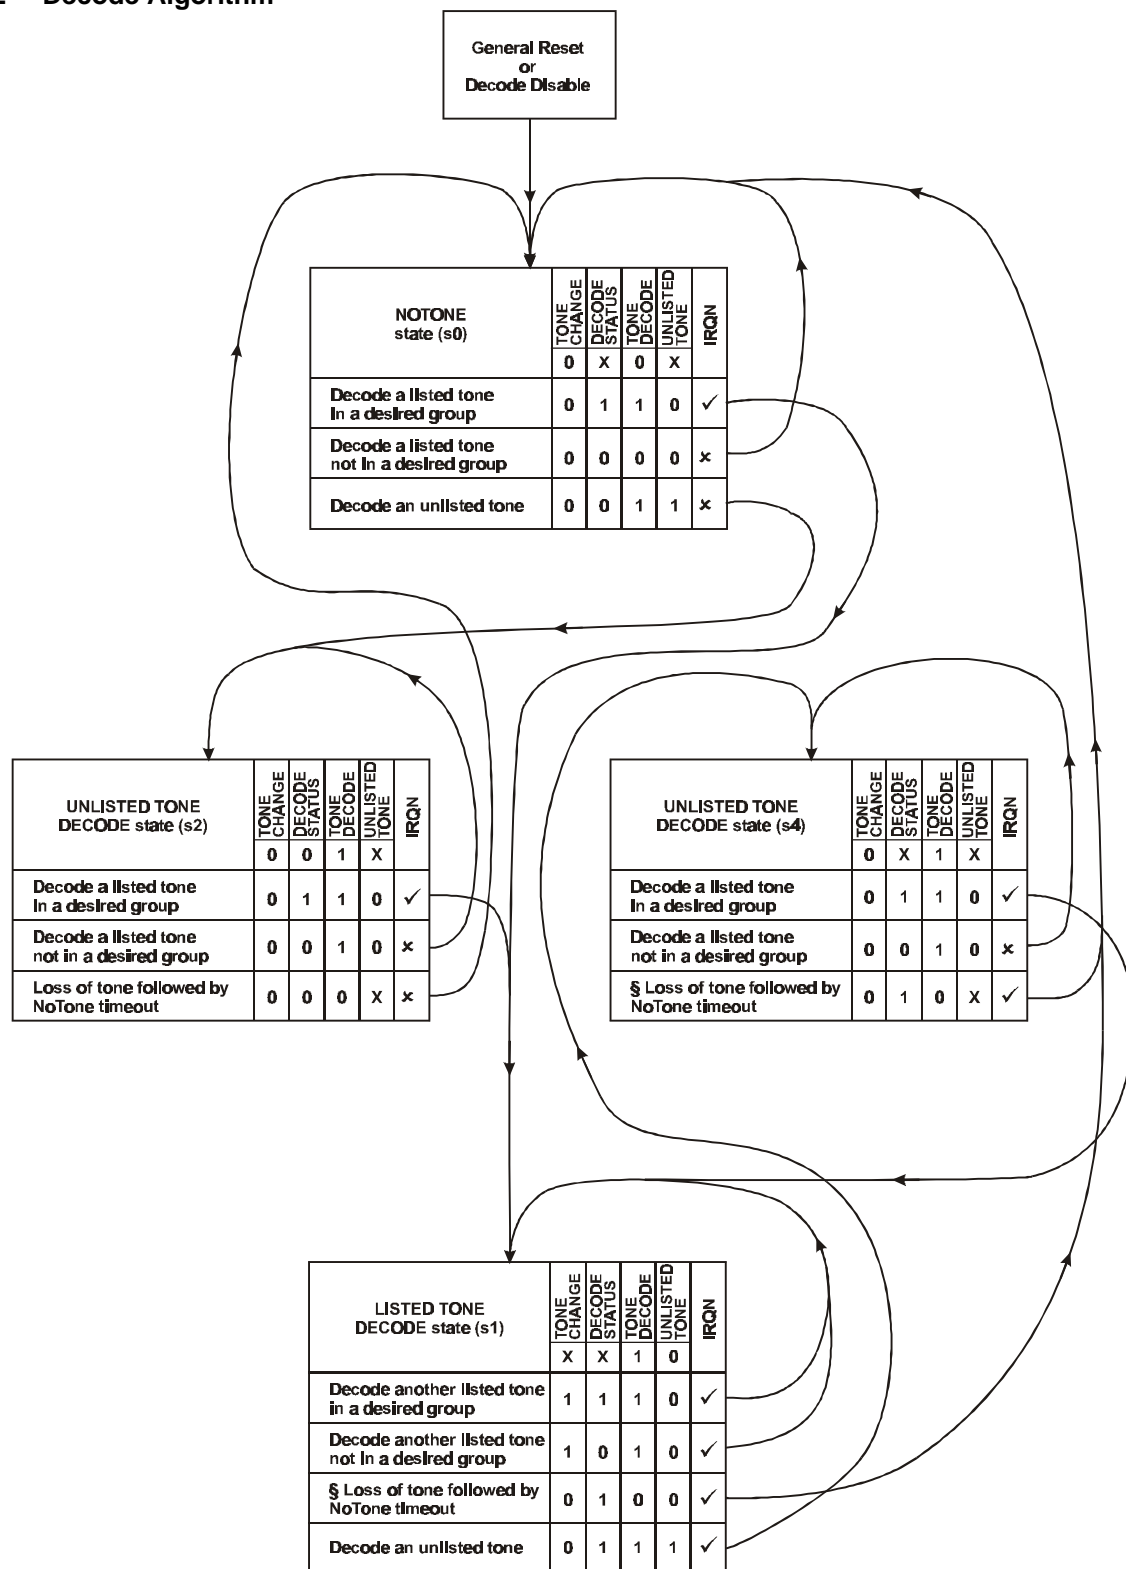 Decode Algorithm
General Reset
or
Decode Disable
NOTONE
state (s0)
TONE CHANGE
DECODE STATUS
TONE DECODE
UNLISTED TONE
IRQN
0 X 0 X
Decode a listed tone
in a desired group
0 1 1 0 ✓
Decode a listed tone
not in a desired group
0 0 0 0 ×
Decode an unlisted tone 0 0 1 1 ×
UNLISTED TONE
DECODE state (s2)
TONE CHANGE
DECODE STATUS
TONE DECODE
UNLISTED TONE
IRQN
0 0 1 X
Decode a listed tone
in a desired group
0 1 1 0 ✓
Decode a listed tone
not in a desired group
0 0 1 0 ×
Loss of tone followed by
NoTone timeout
0 0 0 X ×
UNLISTED TONE
DECODE state (s4)
TONE CHANGE
DECODE STATUS
TONE DECODE
UNLISTED TONE
IRQN
0 X 1 X
Decode a listed tone
in a desired group
0 1 1 0 ✓
Decode a listed tone
not in a desired group
0 0 1 0 ×
§ Loss of tone followed by
NoTone timeout
0 1 0 X ✓
LISTED TONE
DECODE state (s1)
TONE CHANGE
DECODE STATUS
TONE DECODE
UNLISTED TONE
IRQN
X X 1 0
Decode another listed tone
in a desired group
1 1 1 0 ✓
Decode another listed tone
not in a desired group
1 0 1 0 ✓
§ Loss of tone followed by
NoTone timeout
0 1 0 0 ✓
Decode an unlisted tone 0 1 1 1 ✓